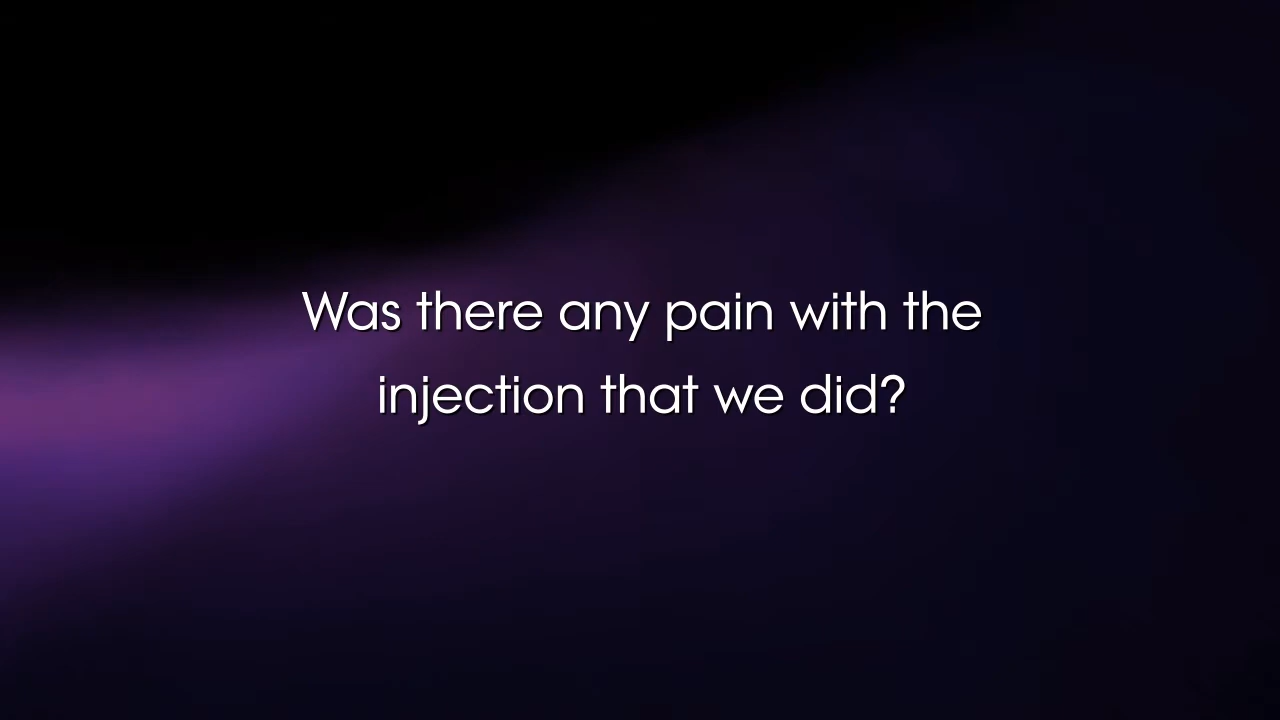 Was there any pain with the
injection that we did?